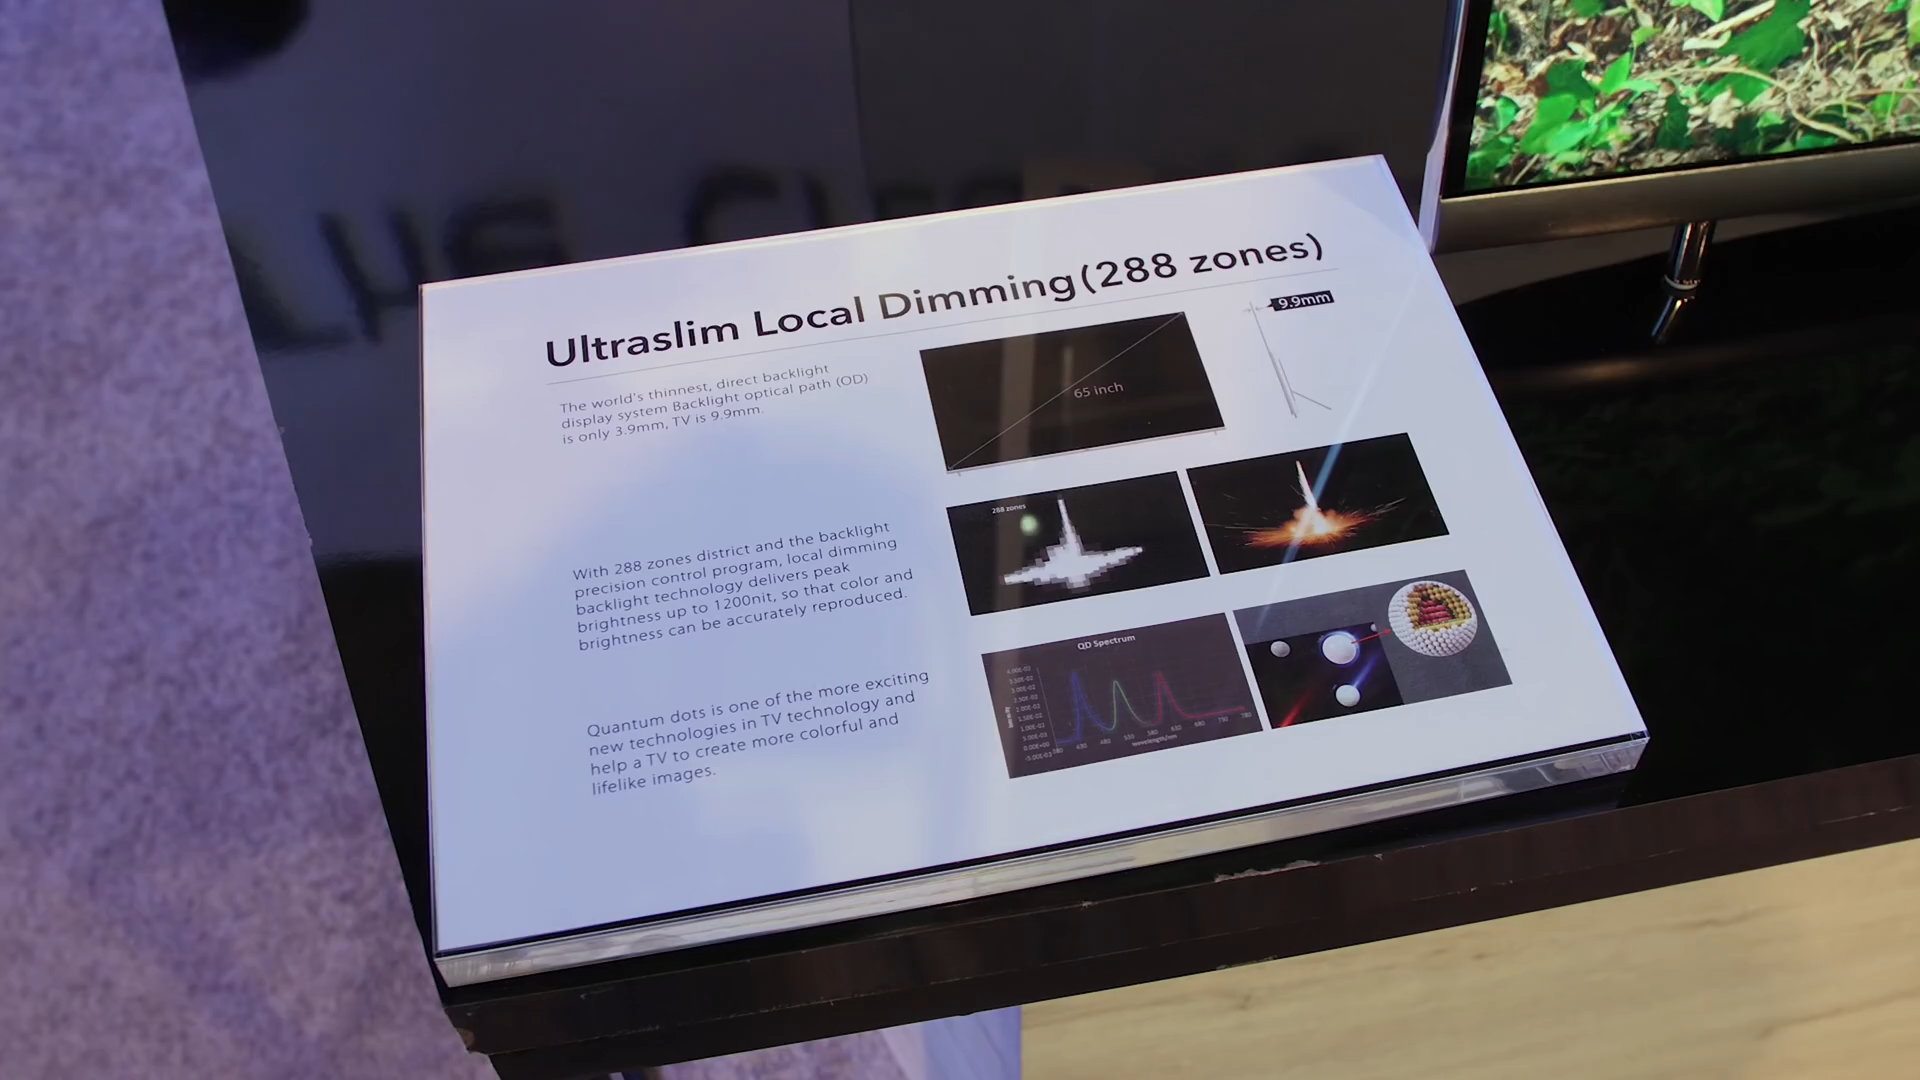 Ultraslim Local Dimming(288 zones)
9.9mm
The world's thinnest, direct backlight
display system Backlight optical path (OD)
is only 3.9mm, TV is 9.9mm.
65 inch
With 288 zones district and the backlight
precision control program, local dimming
backlight technology delivers peak
brightness up to 1200nit, so that color and
brightness can be accurately reproduced.
288 zones
Quantum dots is one of the more exciting
new technologies in TV technology and
help a TV to create more colorful and
lifelike images.
QD Spectrum
wavelength/nm